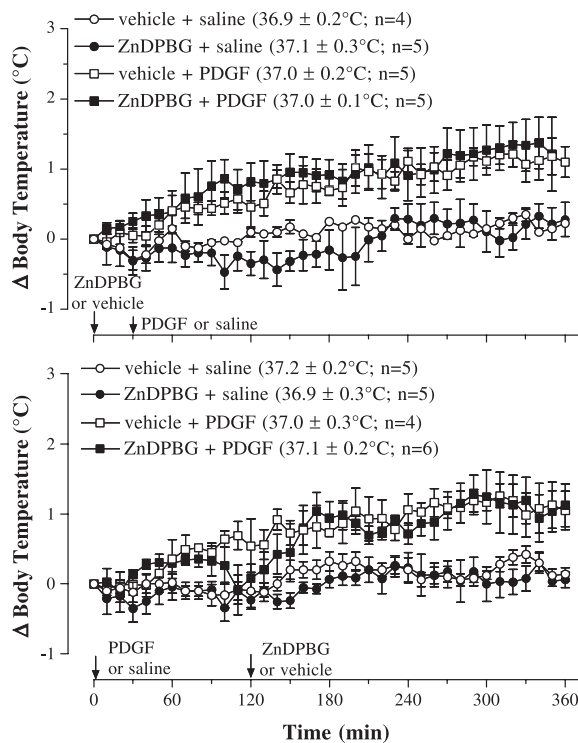 vehicle + saline (36.9 ± 0.2°C; n=4)
ZnDPBG + saline (37.1 ± 0.3°C; n=5)
vehicle + PDGF (37.0 ± 0.2°C; n=5)
ZnDPBG + PDGF (37.0 ± 0.1°C; n=5)
Δ Body Temperature (°C)
3
2
1
0
-1
ZnDPBG
or vehicle
PDGF or saline
vehicle + saline (37.2 ± 0.2°C; n=5)
ZnDPBG + saline (36.9 ± 0.3°C; n=5)
vehicle + PDGF (37.0 ± 0.3°C; n=4)
ZnDPBG + PDGF (37.1 ± 0.2°C; n=6)
Δ Body Temperature (°C)
3
2
1
0
-1
PDGF
or saline
ZnDPBG
or vehicle
0 60 120 180 240 300 360
Time (min)